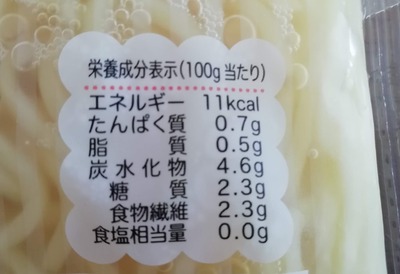 栄養成分表示(100g当たり)
エネルギー 11kcal
たんぱく質 0.7g
脂質 0.5g
炭水化物 4.6g
糖質 2.3g
食物繊維 2.3g
食塩相当量 0.0g